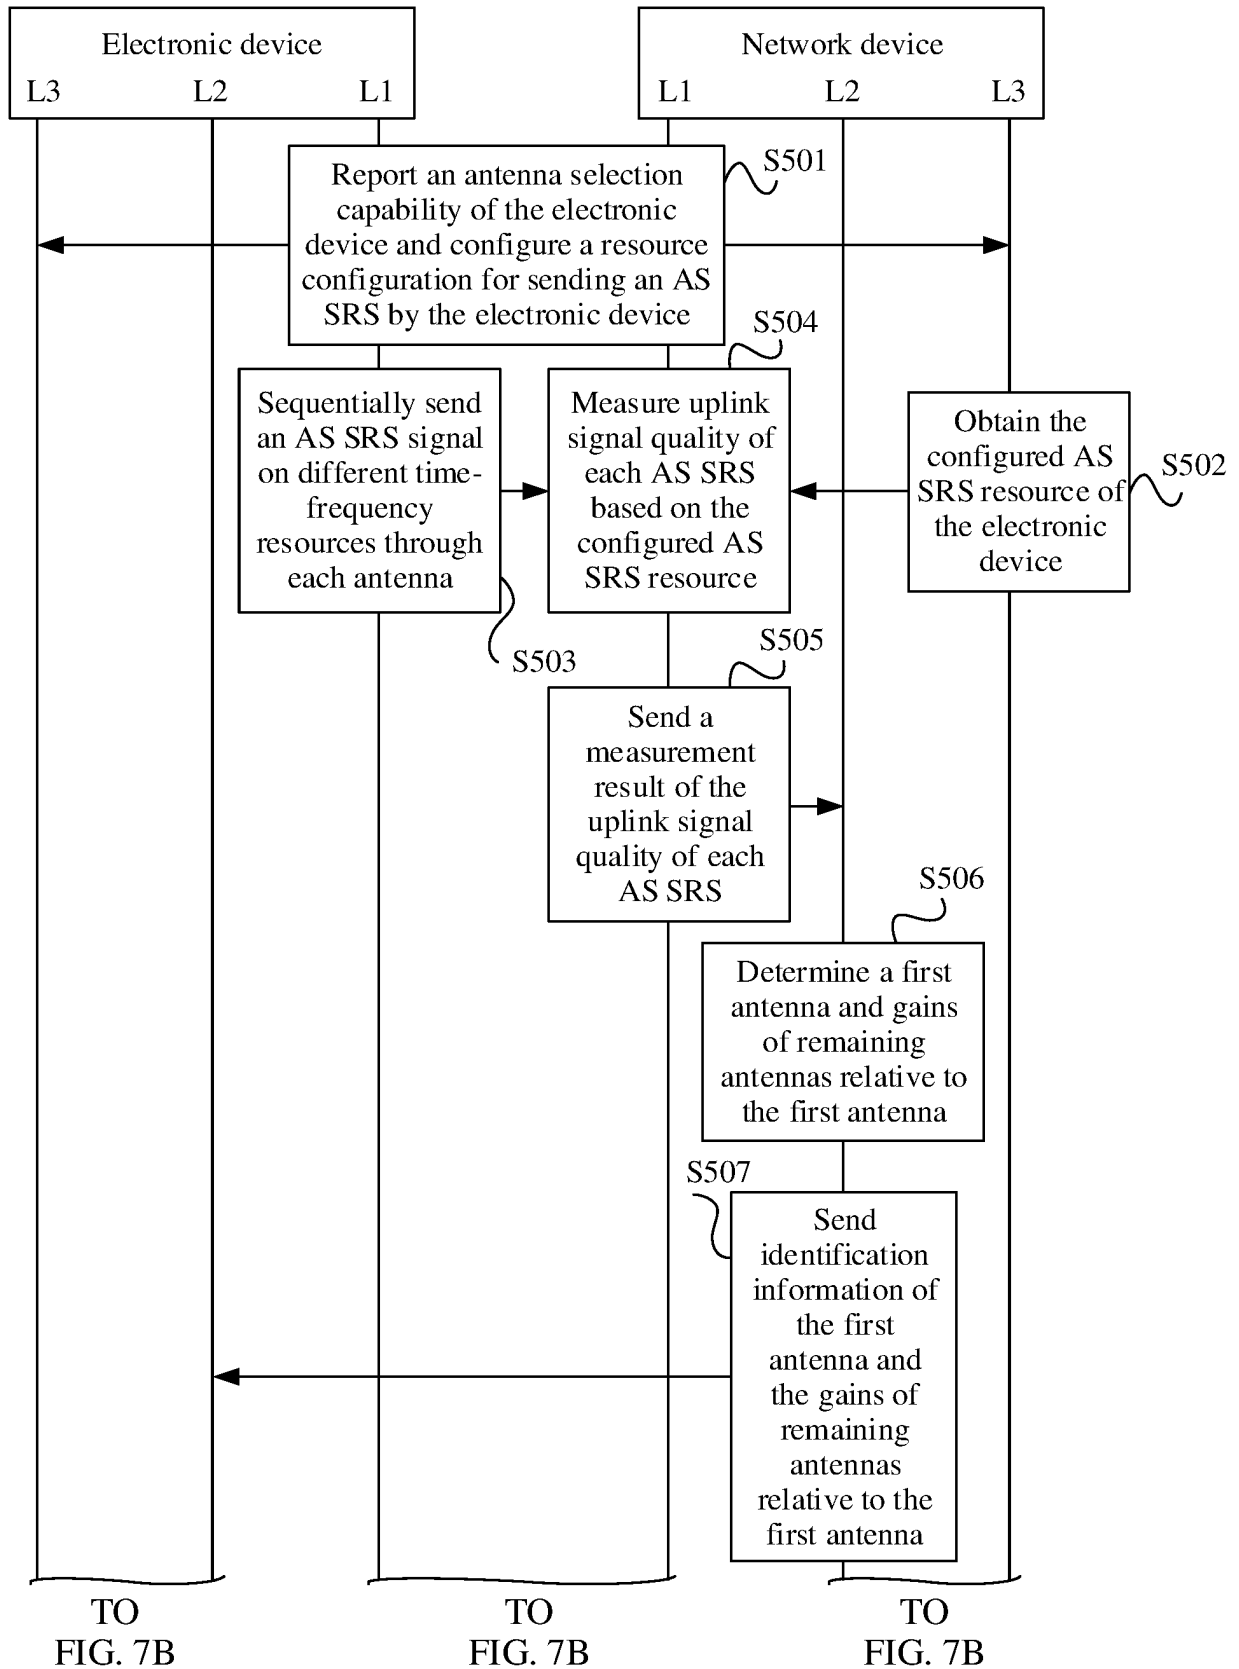 Electronic device
L3 L2 L1
Network device
L1 L2 L3
S501
Report an antenna selection
capability of the electronic
device and configure a resource
configuration for sending an AS
SRS by the electronic device
S504
Sequentially send
an AS SRS signal
on different time-
frequency
resources through
each antenna
S503
Measure uplink
signal quality of
each AS SRS
based on the
configured AS
SRS resource
Obtain the
configured AS
SRS resource of
the electronic
device
S502
S505
Send a
measurement
result of the
uplink signal
quality of each
AS SRS
S506
Determine a first
antenna and gains
of remaining
antennas relative to
the first antenna
S507
Send
identification
information of
the first
antenna and
the gains of
remaining
antennas
relative to the
first antenna
TO
FIG. 7B
TO
FIG. 7B
TO
FIG. 7B